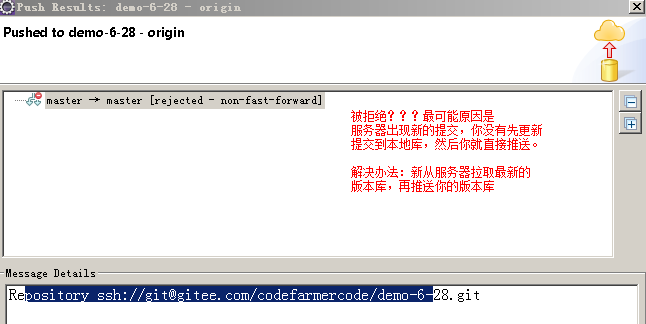 Push Results: demo-6-28 - origin
Pushed to demo-6-28 - origin
master → master [rejected - non-fast-forward]
被拒绝？？？最可能原因是
服务器出现新的提交，你没有先更新
提交到本地库，然后你就直接推送。
解决办法：新从服务器拉取最新的
版本库，再推送你的版本库
Message Details
Repository ssh://git@gitee.com/codefarmercode/demo-6-28.git